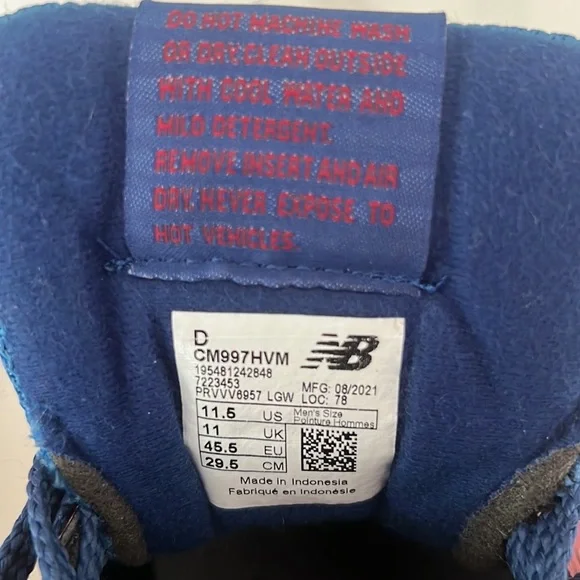 DO NOT MACHINE WASH
OR DRY CLEAN OUTSIDE
WITH COOL WATER AND
MILD DETERGENT.
REMOVE INSERT AND AIR
DRY. NEVER EXPOSE TO
HOT VEHICLES.
D
CM997HVM
195481242848
7223453 MFG: 08/2021
PRVVV6957 LGW LOC: 78
11.5 US Men's Size
Pointure Hommes
11 UK
45.5 EU
29.5 CM
NB
Made in Indonesia
Fabriqué en Indonésie